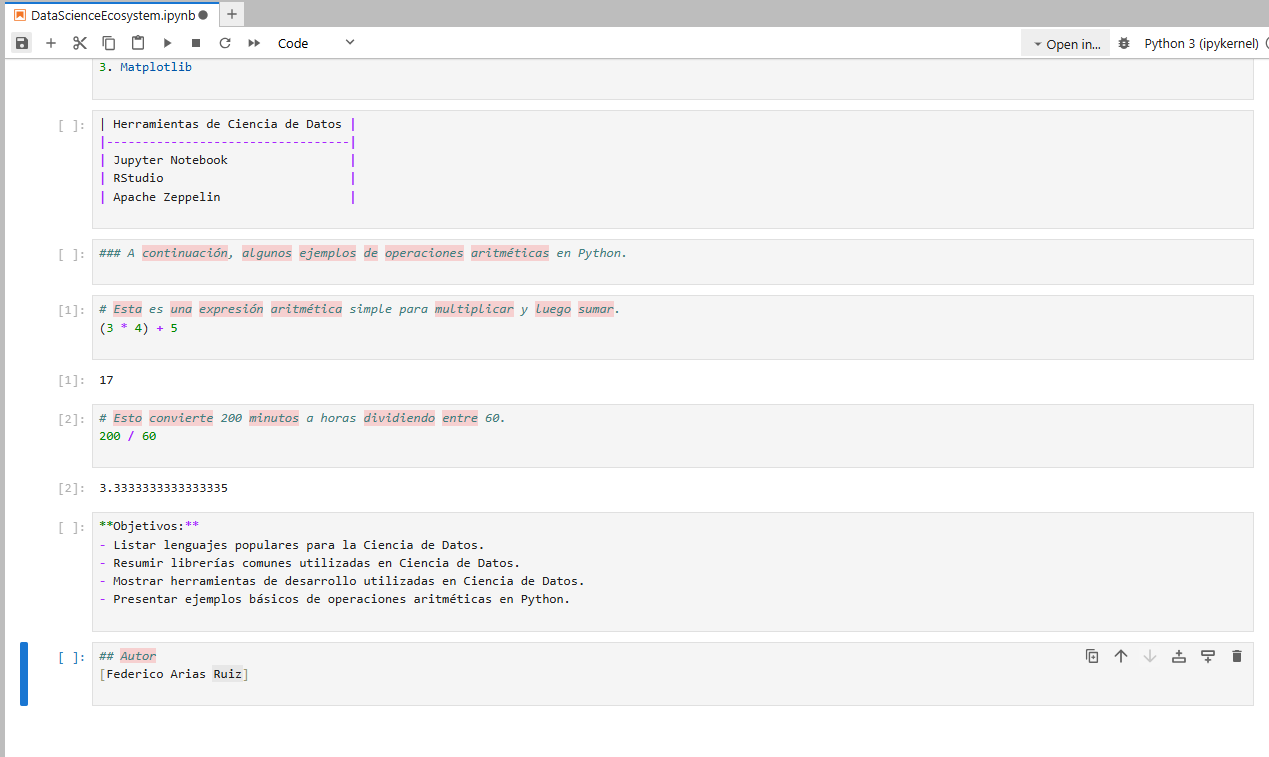 DataScienceEcosystem.ipynb
Code
Open in...
Python 3 (ipykernel)
3. Matplotlib
[ ]:
| Herramientas de Ciencia de Datos |
|----------------------------------|
| Jupyter Notebook |
| RStudio |
| Apache Zeppelin |
[ ]:
### A continuación, algunos ejemplos de operaciones aritméticas en Python.
[1]:
# Esta es una expresión aritmética simple para multiplicar y luego sumar.
(3 * 4) + 5
[1]:
17
[2]:
# Esto convierte 200 minutos a horas dividiendo entre 60.
200 / 60
[2]:
3.3333333333333335
[ ]:
**Objetivos:**
- Listar lenguajes populares para la Ciencia de Datos.
- Resumir librerías comunes utilizadas en Ciencia de Datos.
- Mostrar herramientas de desarrollo utilizadas en Ciencia de Datos.
- Presentar ejemplos básicos de operaciones aritméticas en Python.
[ ]:
## Autor
[Federico Arias Ruiz]